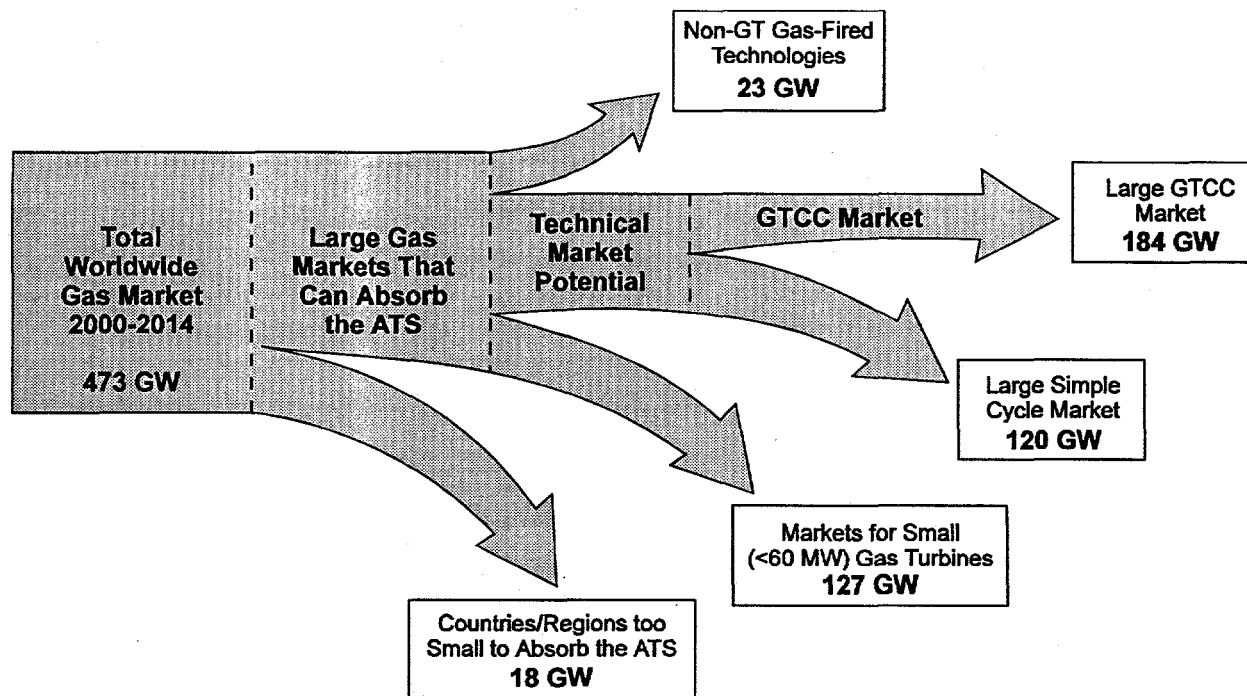 Non-GT Gas-Fired
Technologies
23 GW
Total
Worldwide
Gas Market
2000-2014
473 GW
Large Gas
Markets That
Can Absorb
the ATS
Technical
Market
Potential
GTCC Market
Large GTCC
Market
184 GW
Large Simple
Cycle Market
120 GW
Markets for Small
(<60 MW) Gas Turbines
127 GW
Countries/Regions too
Small to Absorb the ATS
18 GW